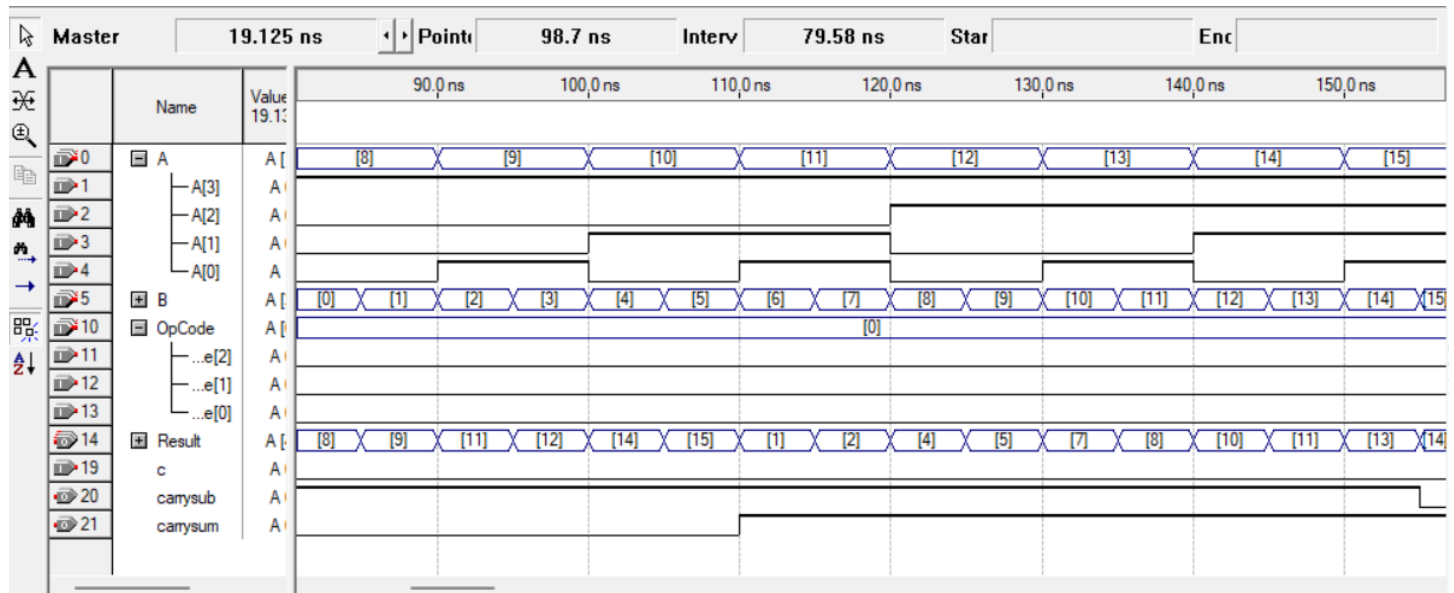 Master 19.125 ns Pointe 98.7 ns Interv 79.58 ns Star Enc
A
Name Value 19.13
90.0 ns 100.0 ns 110.0 ns 120.0 ns 130.0 ns 140.0 ns 150.0 ns
0 A A [ [8] [9] [10] [11] [12] [13] [14] [15]
1 A[3] A
2 A[2] A
3 A[1] A
4 A[0] A
5 B A [ [0] [1] [2] [3] [4] [5] [6] [7] [8] [9] [10] [11] [12] [13] [14] [15
10 OpCode A [ [0]
11 ...e[2] A
12 ...e[1] A
13 ...e[0] A
14 Result A [ [8] [9] [11] [12] [14] [15] [1] [2] [4] [5] [7] [8] [10] [11] [13] [14
19 c A
20 carrysub A
21 carrysum A
A
Z